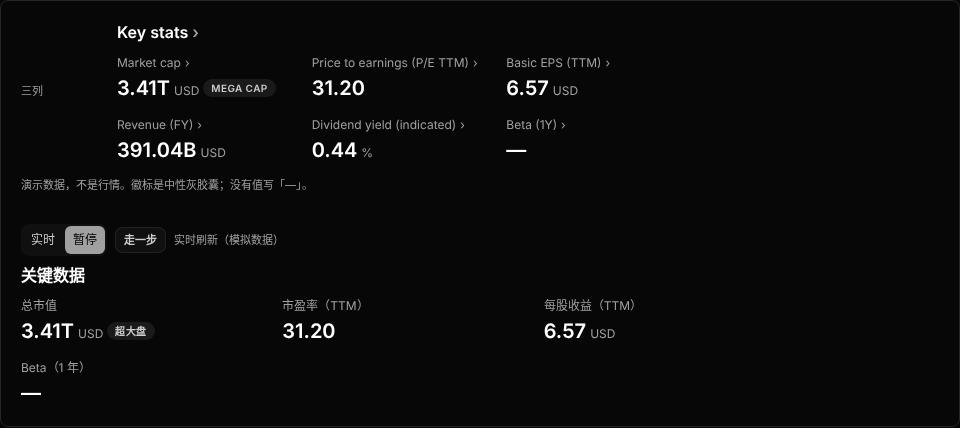 Key stats ›
Market cap › Price to earnings (P/E TTM) › Basic EPS (TTM) ›
三列 3.41T USD MEGA CAP 31.20 6.57 USD
Revenue (FY) › Dividend yield (indicated) › Beta (1Y) ›
391.04B USD 0.44 % —
演示数据，不是行情。徽标是中性灰胶囊；没有值写「—」。
实时 暂停 走一步 实时刷新（模拟数据）
关键数据
总市值 市盈率（TTM） 每股收益（TTM）
3.41T USD 超大盘 31.20 6.57 USD
Beta（1 年）
—